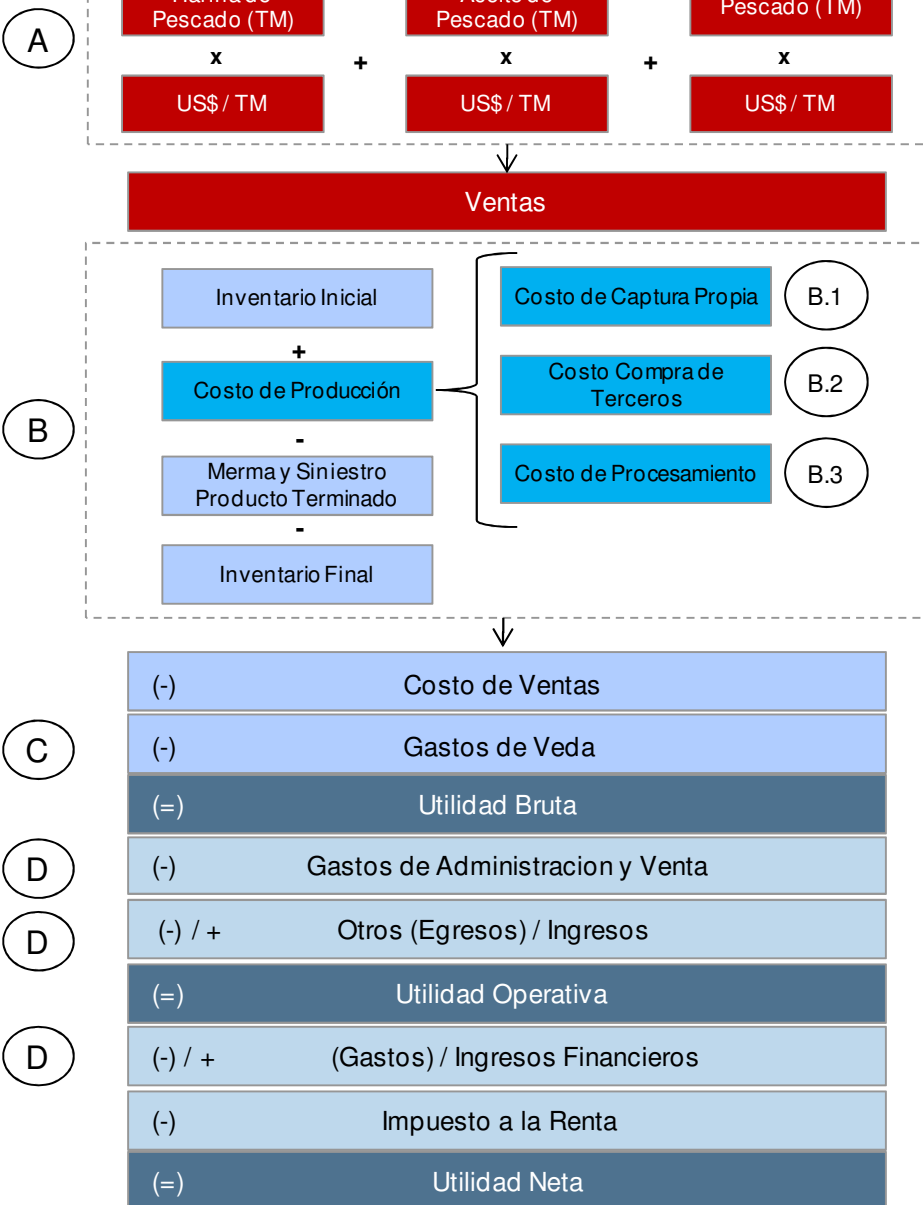 Pescado (TM)
Pescado (TM)
Pescado (TM)
A
x
+
x
+
x
US$ / TM
US$ / TM
US$ / TM
Ventas
Inventario Inicial
Costo de Captura Propia
B.1
+
Costo de Producción
Costo Compra de
Terceros
B.2
B
-
Merma y Siniestro
Producto Terminado
Costo de Procesamiento
B.3
-
Inventario Final
(-) Costo de Ventas
C
(-) Gastos de Veda
(=) Utilidad Bruta
D
(-) Gastos de Administracion y Venta
D
(-) / + Otros (Egresos) / Ingresos
(=) Utilidad Operativa
D
(-) / + (Gastos) / Ingresos Financieros
(-) Impuesto a la Renta
(=) Utilidad Neta